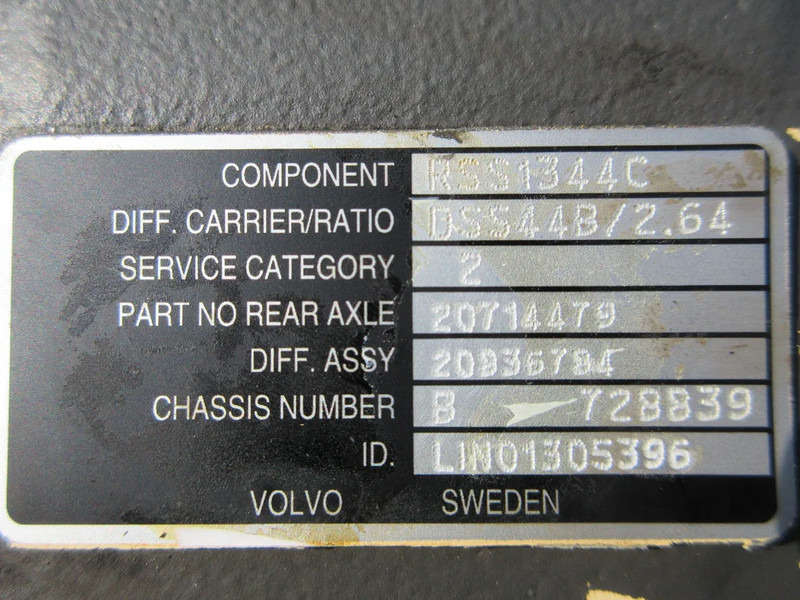 COMPONENT RSS1344C
DIFF. CARRIER/RATIO DSS44B/2.64
SERVICE CATEGORY 2
PART NO REAR AXLE 20714479
DIFF. ASSY 20836784
CHASSIS NUMBER B 728839
ID. LIN01305396
VOLVO SWEDEN